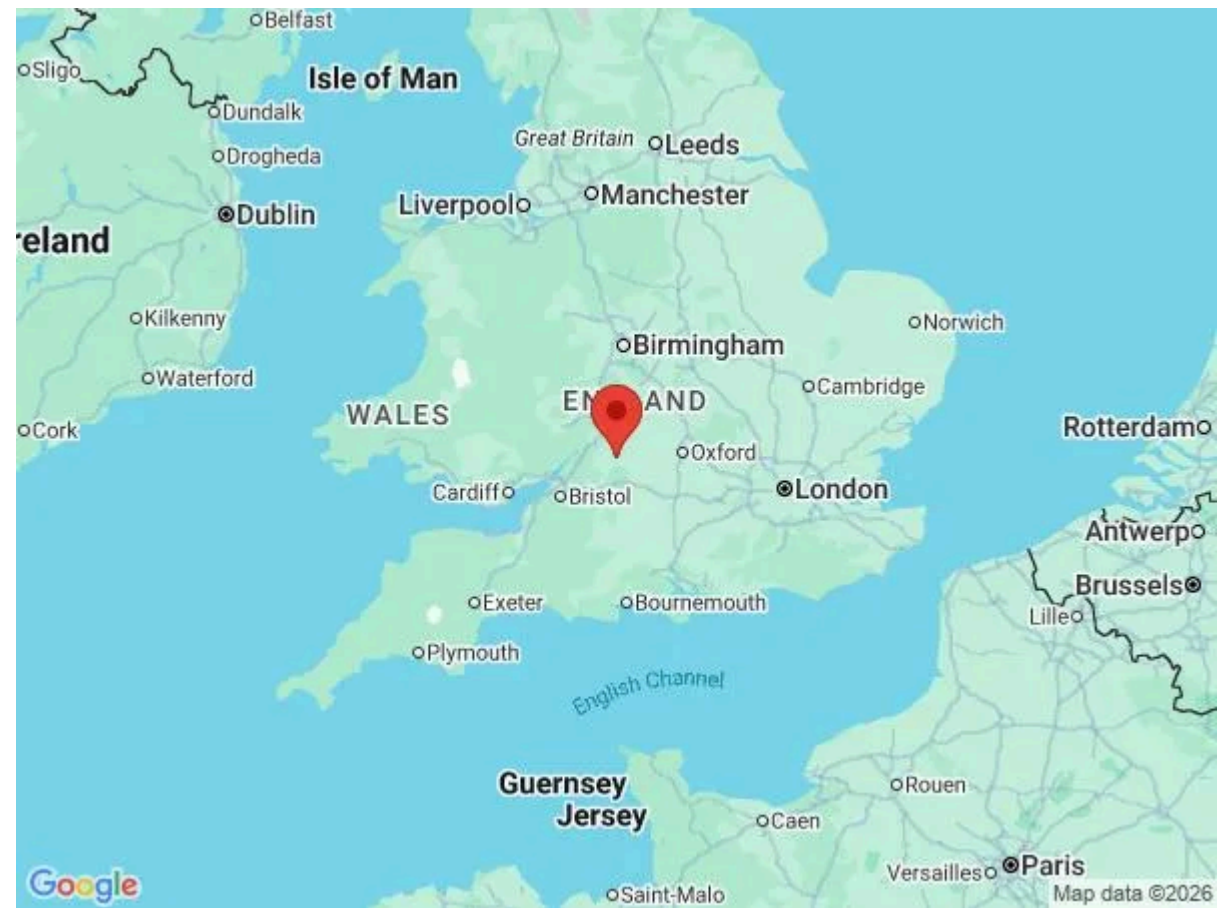 Belfast
Sligo
Isle of Man
Dundalk
Great Britain
Leeds
Drogheda
Manchester
Liverpool
Dublin
reland
Kilkenny
Norwich
Birmingham
Waterford
Cambridge
WALES
EN AND
Cork
Rotterdam
Oxford
Cardiff
Bristol
London
Antwerp
Brussels
Exeter
Bournemouth
Lille
Plymouth
English Channel
Guernsey
Jersey
Rouen
Caen
Versailles
Paris
Google
Saint-Malo
Map data ©2026